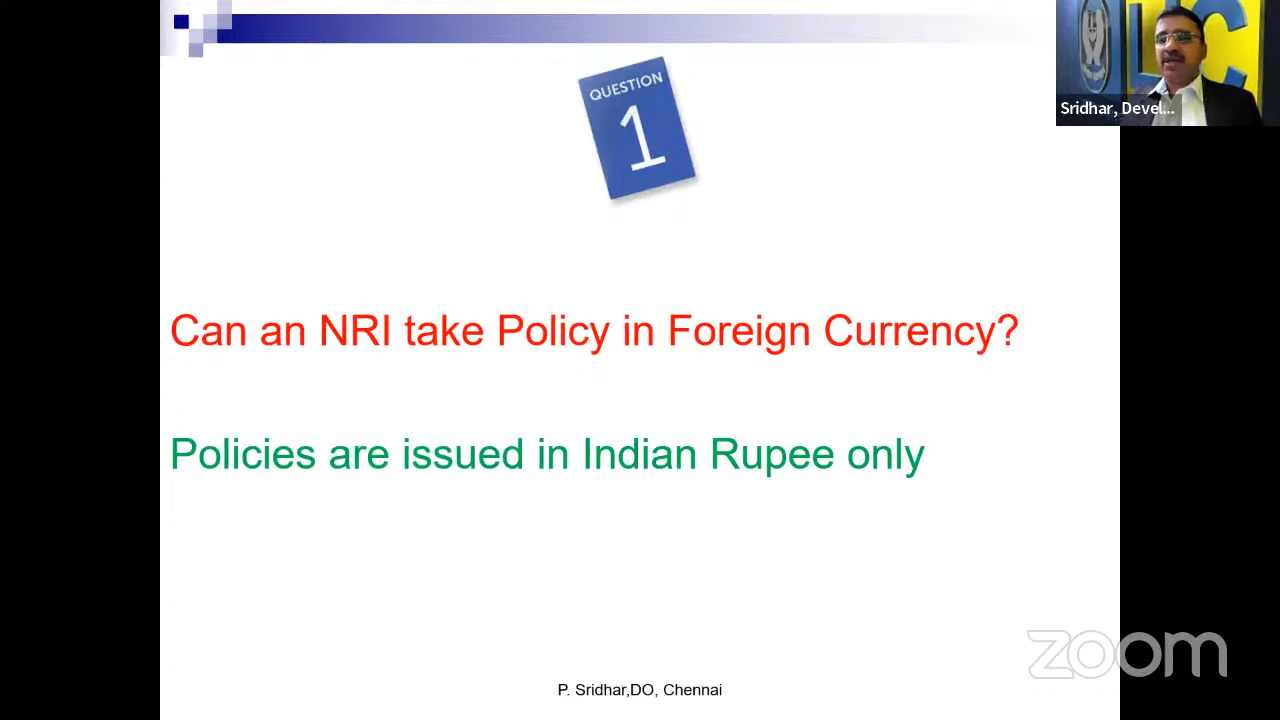 QUESTION
1
Sridhar, Devel...
Can an NRI take Policy in Foreign Currency?
Policies are issued in Indian Rupee only
zoom
P. Sridhar,DO, Chennai